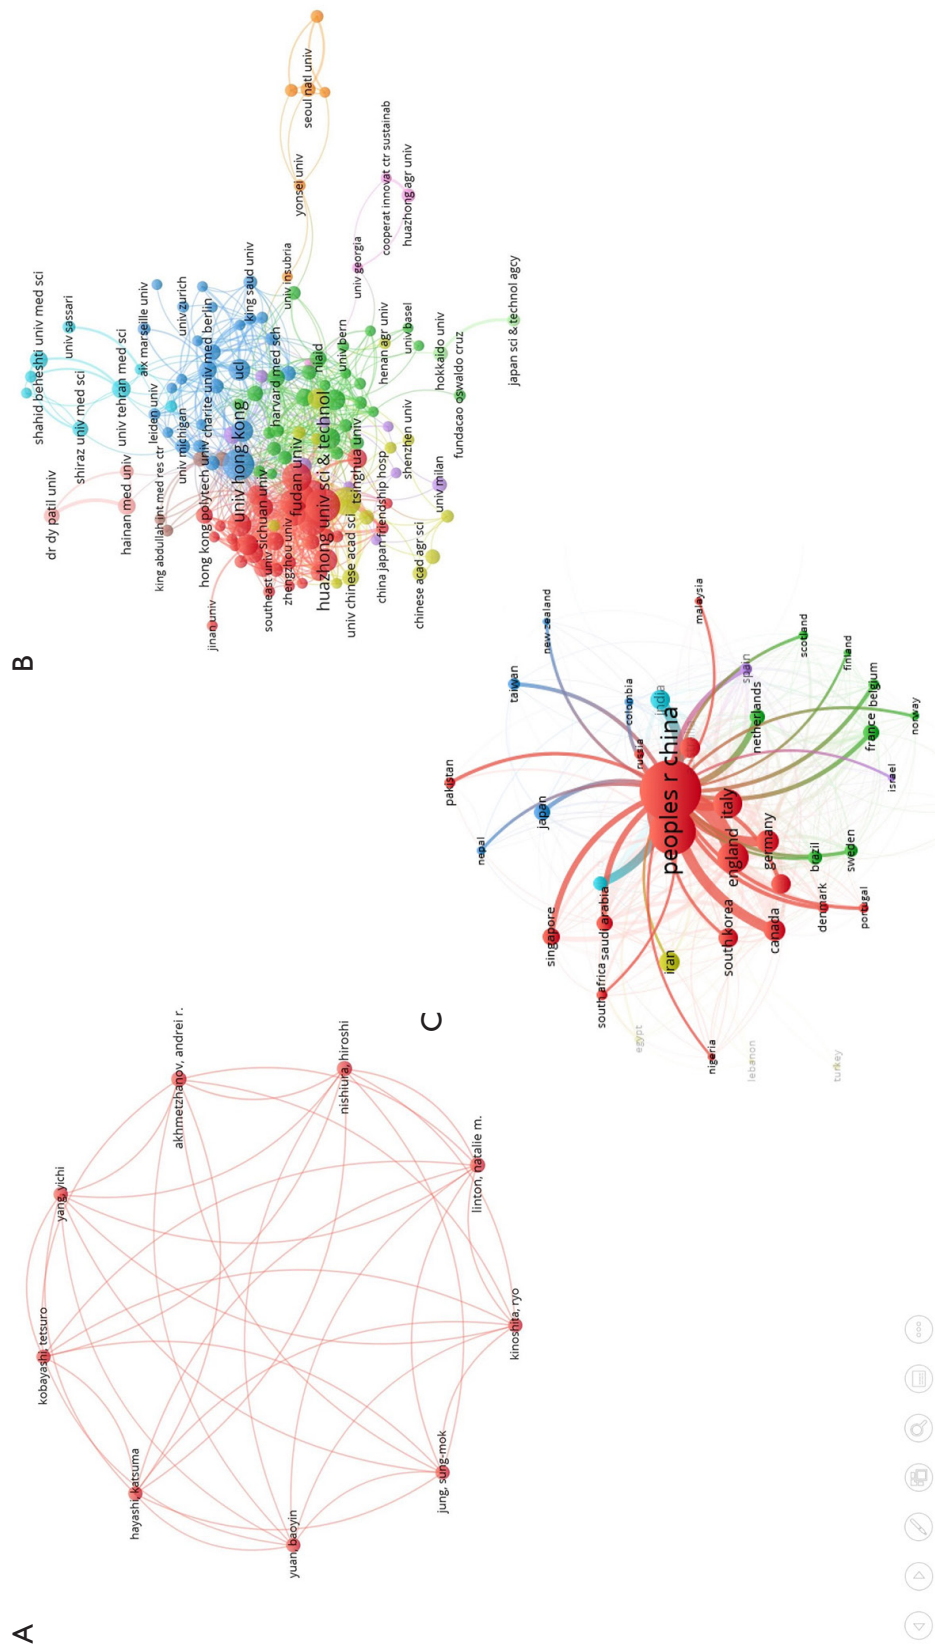 A
kobayashi, tetsuro
yang, yichi
akhmetzhanov, andrei r.
hayashi, katsuma
nishiura, hiroshi
yuan, baoyin
linton, natalie m.
jung, sung-mok
kinoshita, ryo
B
shahid beheshti univ med sci
univ sassari
dr dy patil univ
shiraz univ med sci
univ tehran med sci
aix marseille univ
hainan med univ
leiden univ
univ zurich
king abdullah int med res ctr
univ michigan
charite univ med berlin
hong kong polytech univ
jinan univ
univ hong kong
ucl
king saud univ
sichuan univ
southeast univ
harvard med sch
univ insubria
yonsei univ
seoul natl univ
zhengzhou univ
fudan univ
niaid
huazhong univ sci & technol
univ bern
univ georgia
univ chinese acad sci
tsinghua univ
china japan friendship hosp
henan agr univ
cooperat innovat ctr sustainab
huazhong agr univ
shenzhen univ
univ basel
chinese acad agr sci
univ milan
hokkaido univ
fundacao oswaldo cruz
japan sci & technol agcy
C
pakistan
nepal
taiwan
new zealand
japan
singapore
saudi arabia
south africa
colombia
russia
india
egypt
iran
peoples r china
malaysia
nigeria
south korea
england
italy
spain
lebanon
netherlands
germany
canada
scotland
brazil
denmark
turkey
sweden
finland
portugal
france
belgium
israel
norway